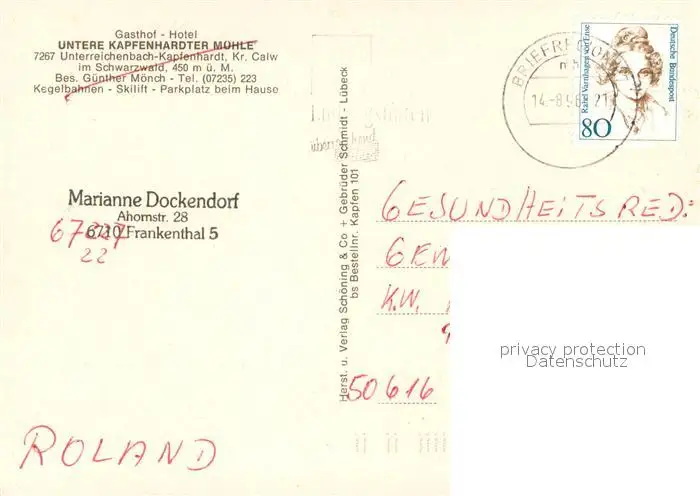 Gasthof - Hotel
UNTERE KAPFENHARDTER MÜHLE
7267 Unterreichenbach-Kapfenhardt, Kr. Calw
im Schwarzwald, 450 m ü. M.
Bes. Günther Mönch - Tel. (07235) 223
Kegelbahnen - Skilift - Parkplatz beim Hause
Marianne Dockendorf
Ahornstr. 28
6710 Frankenthal 5
67227
22
ROLAND
Herst. u. Verlag Schöning & Co + Gebrüder Schmidt - Lübeck
bs Bestellnr. Kapfen 101
BRIEFREGION
14.-8.96
21
Rahel Varnhagen von Ense
Deutsche Bundespost
80
GESUNDHEITSRED:
GEW
K.W.
50616
privacy protection
Datenschutz